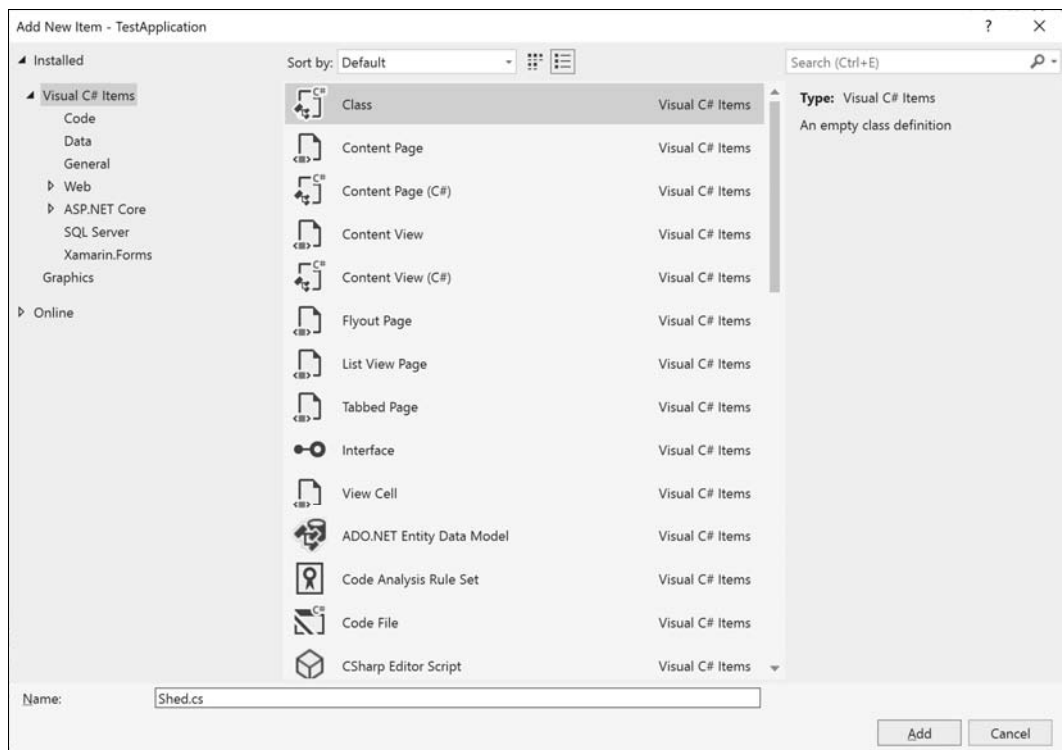 Add New Item - TestApplication
?
Installed
Visual C# Items
Code
Data
General
Web
ASP.NET Core
SQL Server
Xamarin.Forms
Graphics
Online
Sort by: Default
C# Class Visual C# Items
Content Page Visual C# Items
C# Content Page (C#) Visual C# Items
Content View Visual C# Items
C# Content View (C#) Visual C# Items
Flyout Page Visual C# Items
List View Page Visual C# Items
Tabbed Page Visual C# Items
Interface Visual C# Items
View Cell Visual C# Items
ADO.NET Entity Data Model Visual C# Items
Code Analysis Rule Set Visual C# Items
C# Code File Visual C# Items
CSharp Editor Script Visual C# Items
Search (Ctrl+E)
Type: Visual C# Items
An empty class definition
Name: Shed.cs
Add Cancel